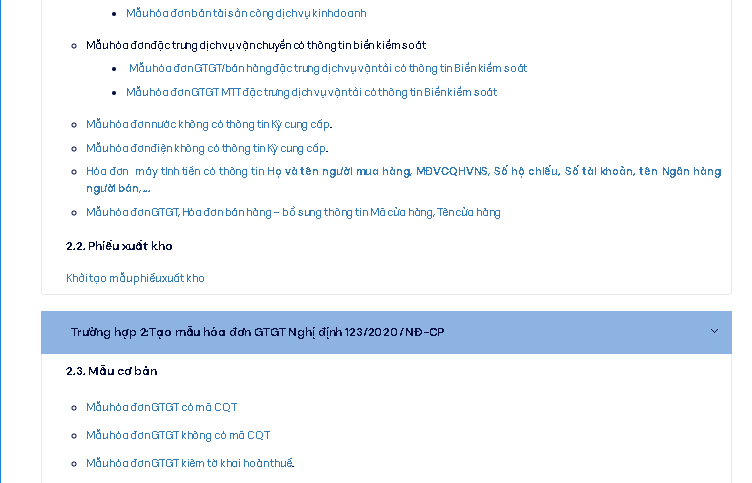 Mẫu hóa đơn bán tài sản công dịch vụ kinh doanh
Mẫu hóa đơn đặc trưng dịch vụ vận chuyển có thông tin biển kiểm soát
Mẫu hóa đơn GTGT/bán hàng đặc trưng dịch vụ vận tải có thông tin Biển kiểm soát
Mẫu hóa đơn GTGT MTT đặc trưng dịch vụ vận tải có thông tin Biển kiểm soát
Mẫu hóa đơn nước không có thông tin Kỳ cung cấp.
Mẫu hóa đơn điện không có thông tin Kỳ cung cấp.
Hóa đơn máy tính tiền có thông tin Họ và tên người mua hàng, MĐVCQHVNS, Số hộ chiếu, Số tài khoản, tên Ngân hàng
người bán,...
Mẫu hóa đơn GTGT, Hóa đơn bán hàng – bổ sung thông tin Mã cửa hàng, Tên cửa hàng
2.2. Phiếu xuất kho
Khởi tạo mẫu phiếu xuất kho
Trường hợp 2: Tạo mẫu hóa đơn GTGT Nghị định 123/2020/NĐ-CP
2.3. Mẫu cơ bản
Mẫu hóa đơn GTGT có mã CQT
Mẫu hóa đơn GTGT không có mã CQT
Mẫu hóa đơn GTGT kiêm tờ khai hoàn thuế.